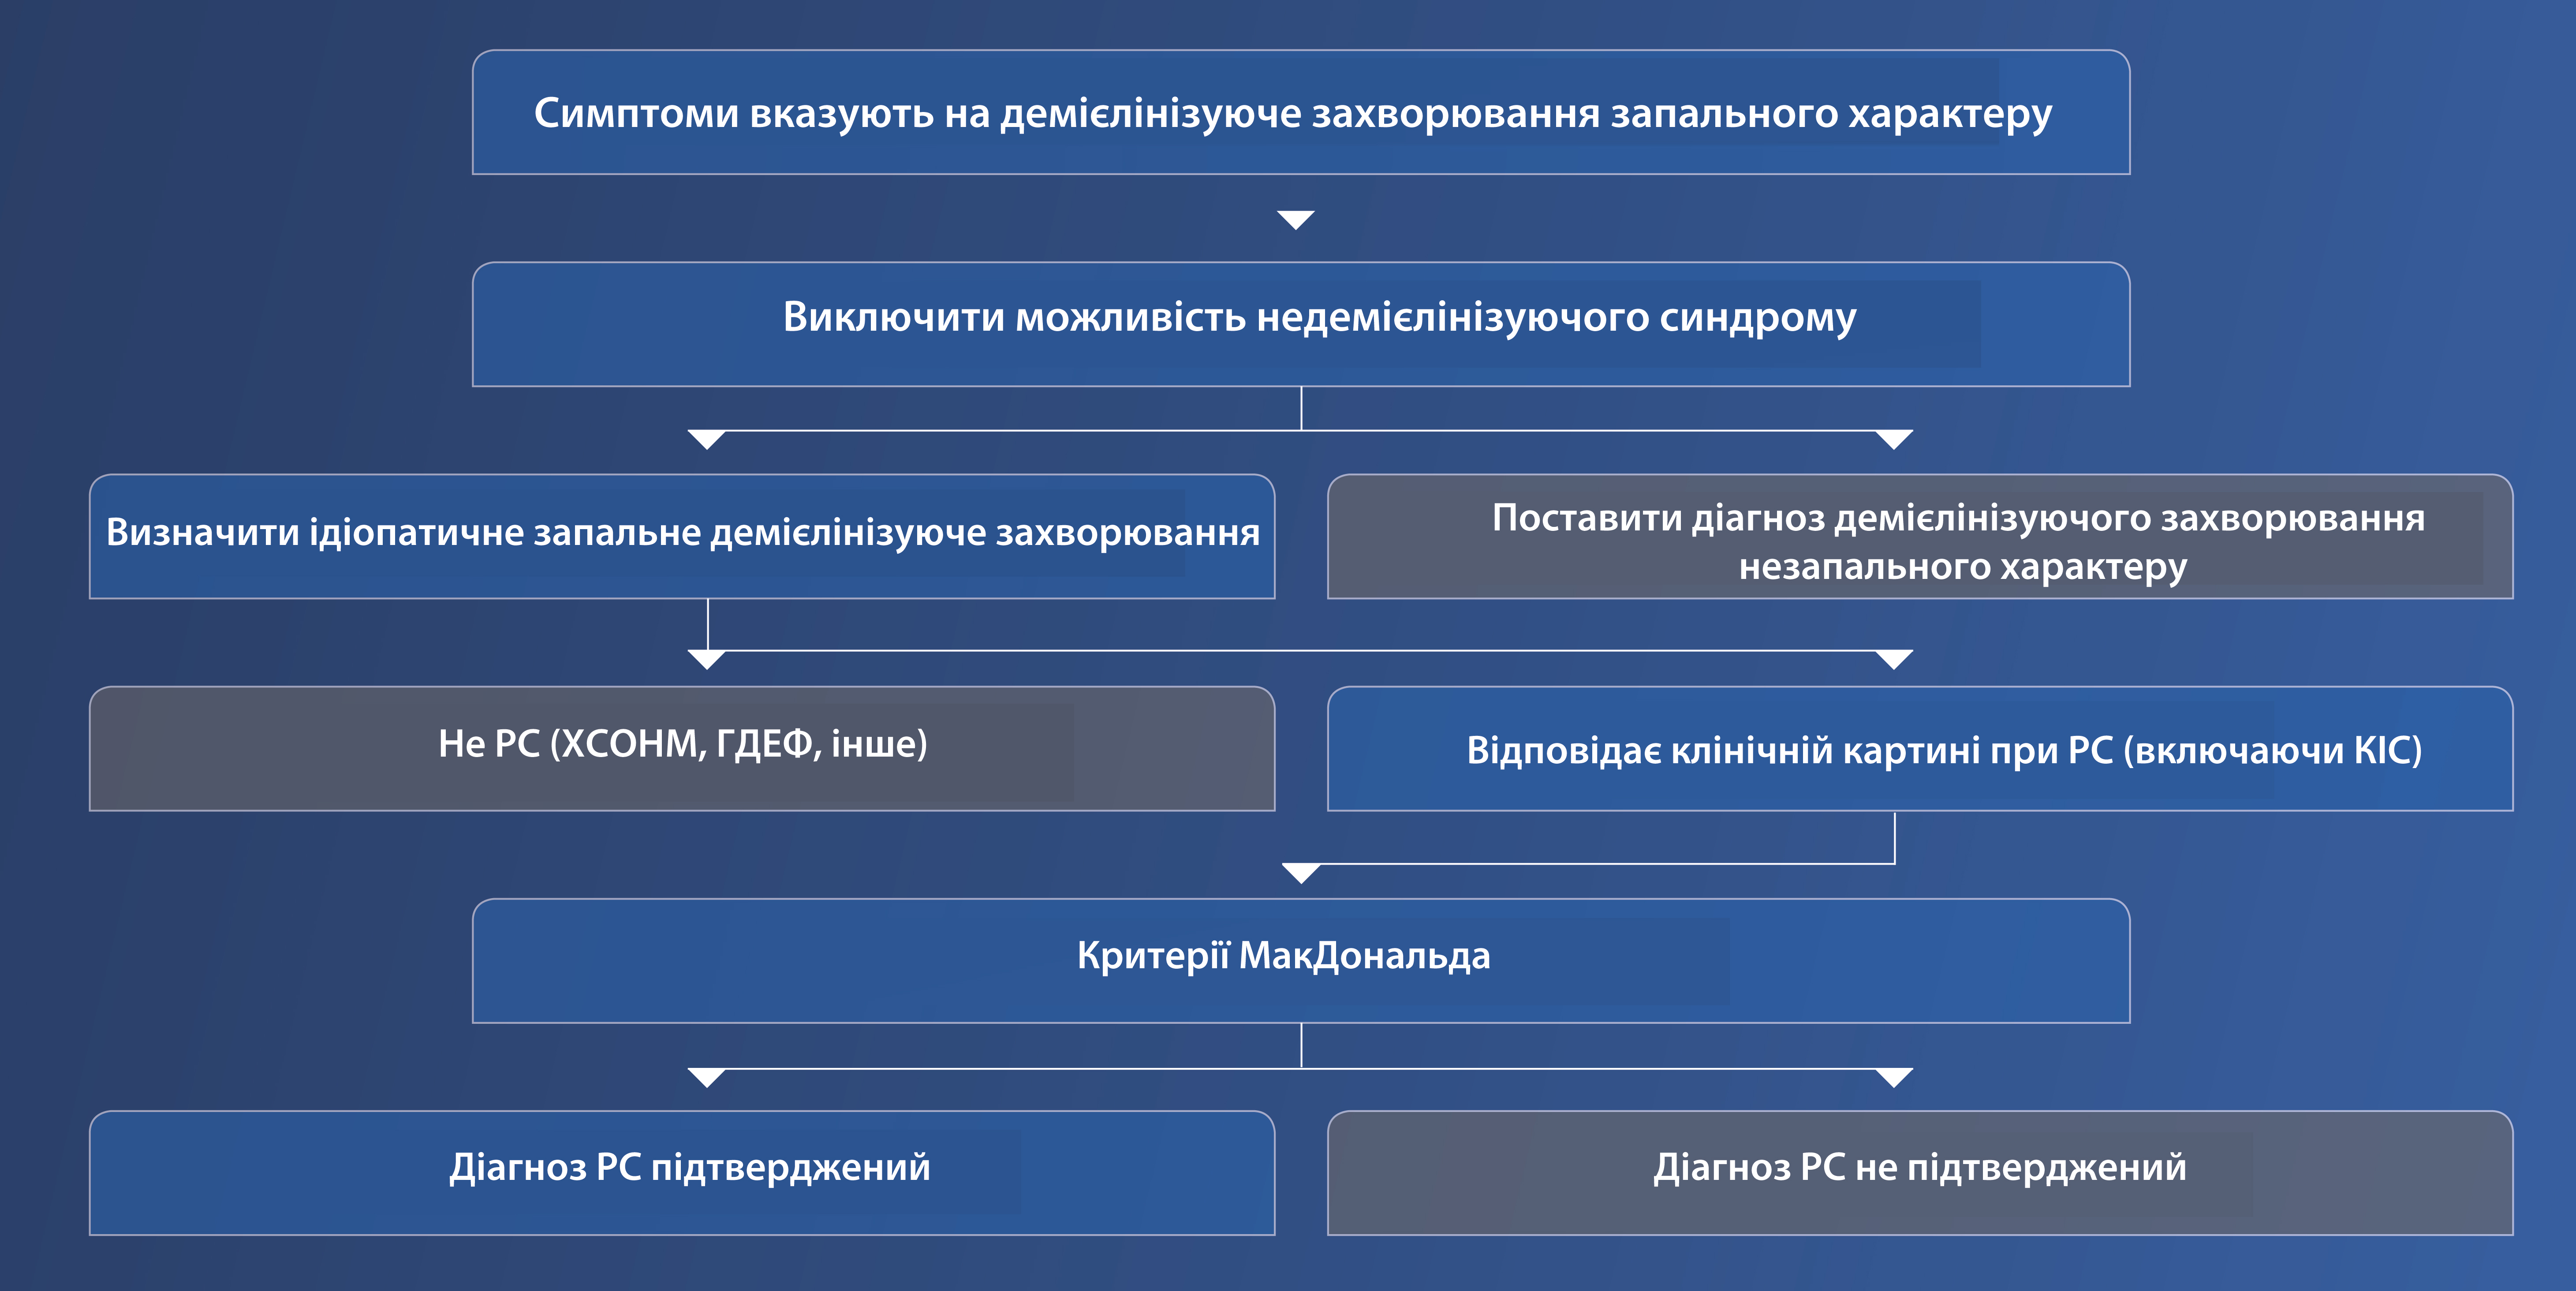 Симптоми вказують на демієлінізуюче захворювання запального характеру
Виключити можливість недемієлінізуючого синдрому
Визначити ідіопатичне запальне демієлінізуюче захворювання
Поставити діагноз демієлінізуючого захворювання
незапального характеру
Не РС (ХСОНМ, ГДЕФ, інше)
Відповідає клінічній картині при РС (включаючи КІС)
Критерії МакДональда
Діагноз РС підтверджений
Діагноз РС не підтверджений